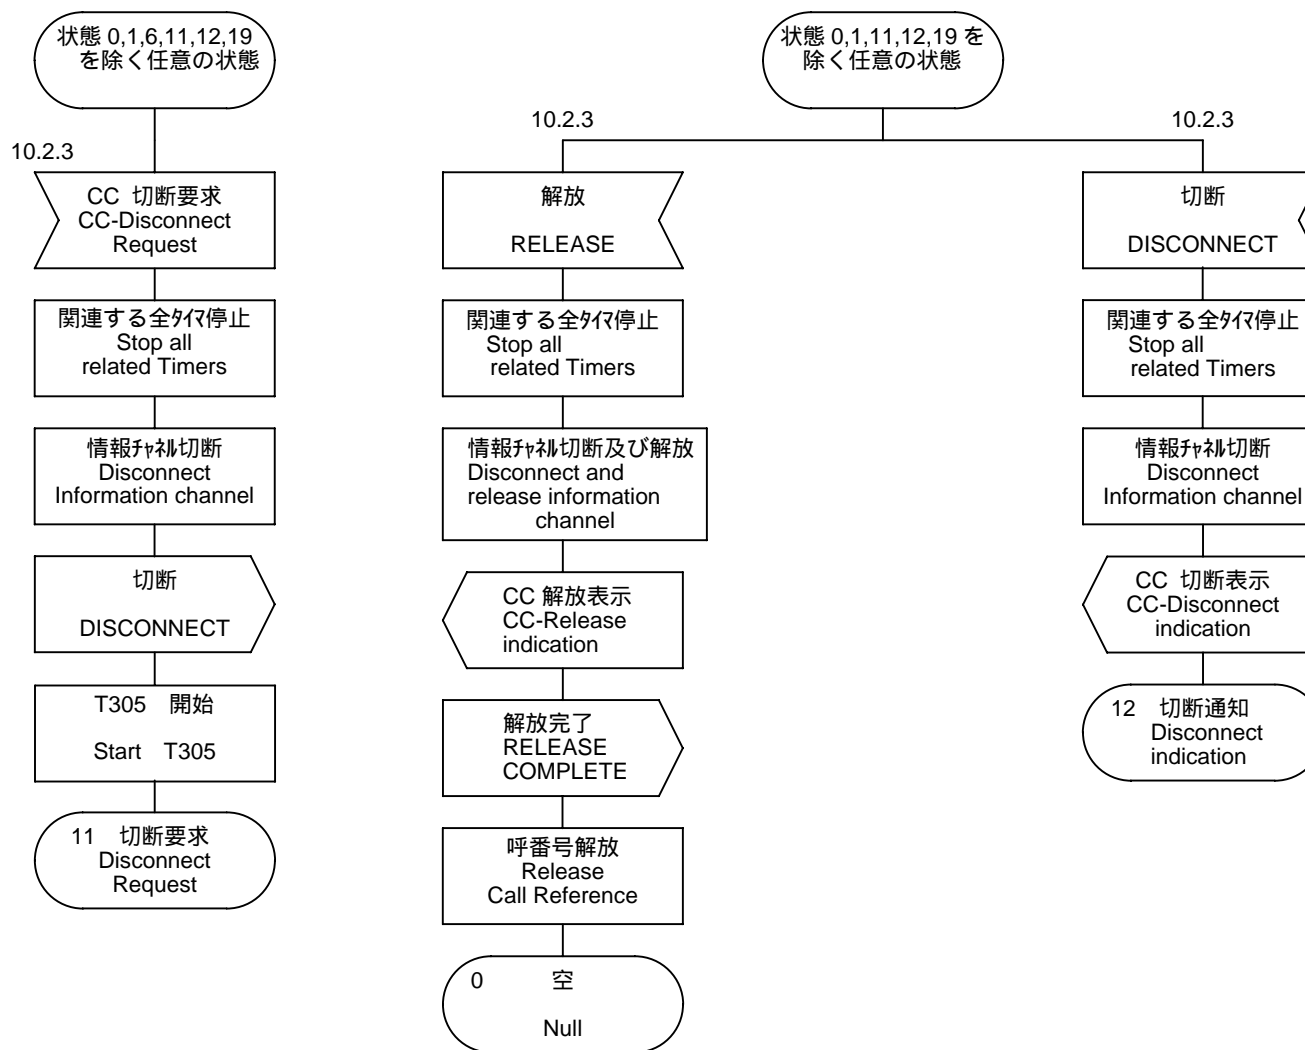 状態 0,1,6,11,12,19
を除く任意の状態
10.2.3
CC 切断要求
CC-Disconnect
Request
関連する全ﾀｲﾏ停止
Stop all
related Timers
情報ﾁｬﾈﾙ切断
Disconnect
Information channel
切断
DISCONNECT
T305 開始
Start T305
11 切断要求
Disconnect
Request
状態 0,1,11,12,19 を
除く任意の状態
10.2.3
解放
RELEASE
関連する全ﾀｲﾏ停止
Stop all
related Timers
情報ﾁｬﾈﾙ切断及び解放
Disconnect and
release information
channel
CC 解放表示
CC-Release
indication
解放完了
RELEASE
COMPLETE
呼番号解放
Release
Call Reference
0 空
Null
10.2.3
切断
DISCONNECT
関連する全ﾀｲﾏ停止
Stop all
related Timers
情報ﾁｬﾈﾙ切断
Disconnect
Information channel
CC 切断表示
CC-Disconnect
indication
12 切断通知
Disconnect
indication